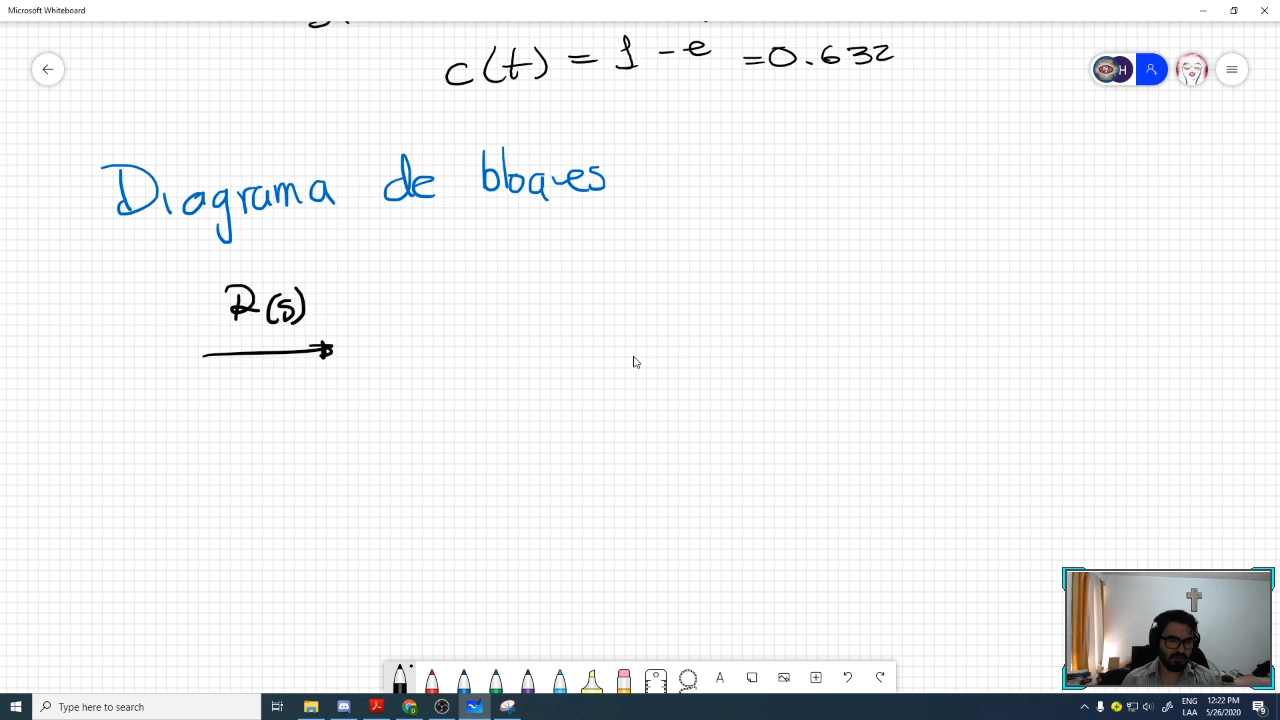 Microsoft Whiteboard
c(t) = 1 - e = 0.632
H
Diagrama de bloques
R(s)
A
Type here to search
ENG 12:22 PM
LAA 5/26/2020
9